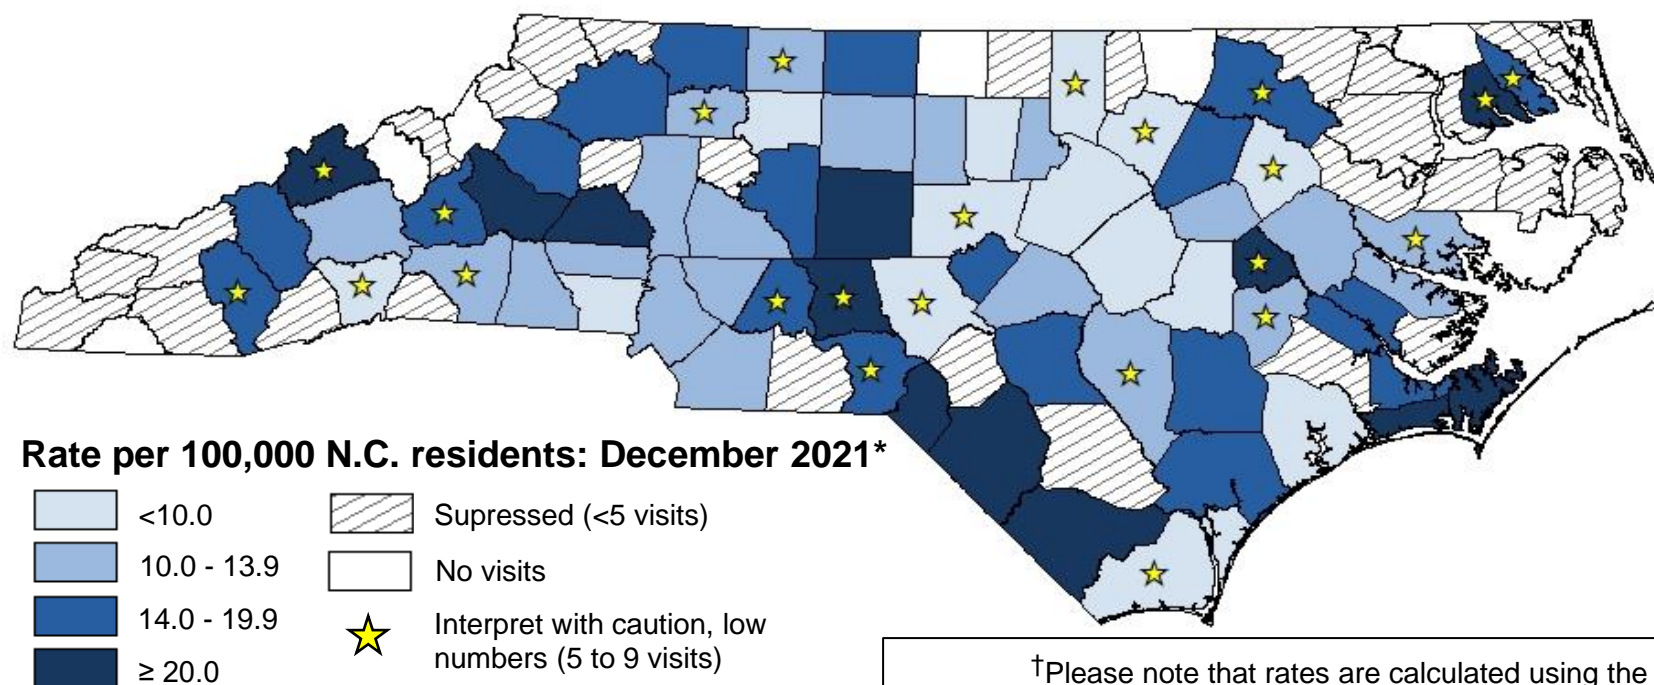 Rate per 100,000 N.C. residents: December 2021*
<10.0
10.0 - 13.9
14.0 - 19.9
≥ 20.0
Supressed (<5 visits)
No visits
Interpret with caution, low
numbers (5 to 9 visits)
†Please note that rates are calculated using the